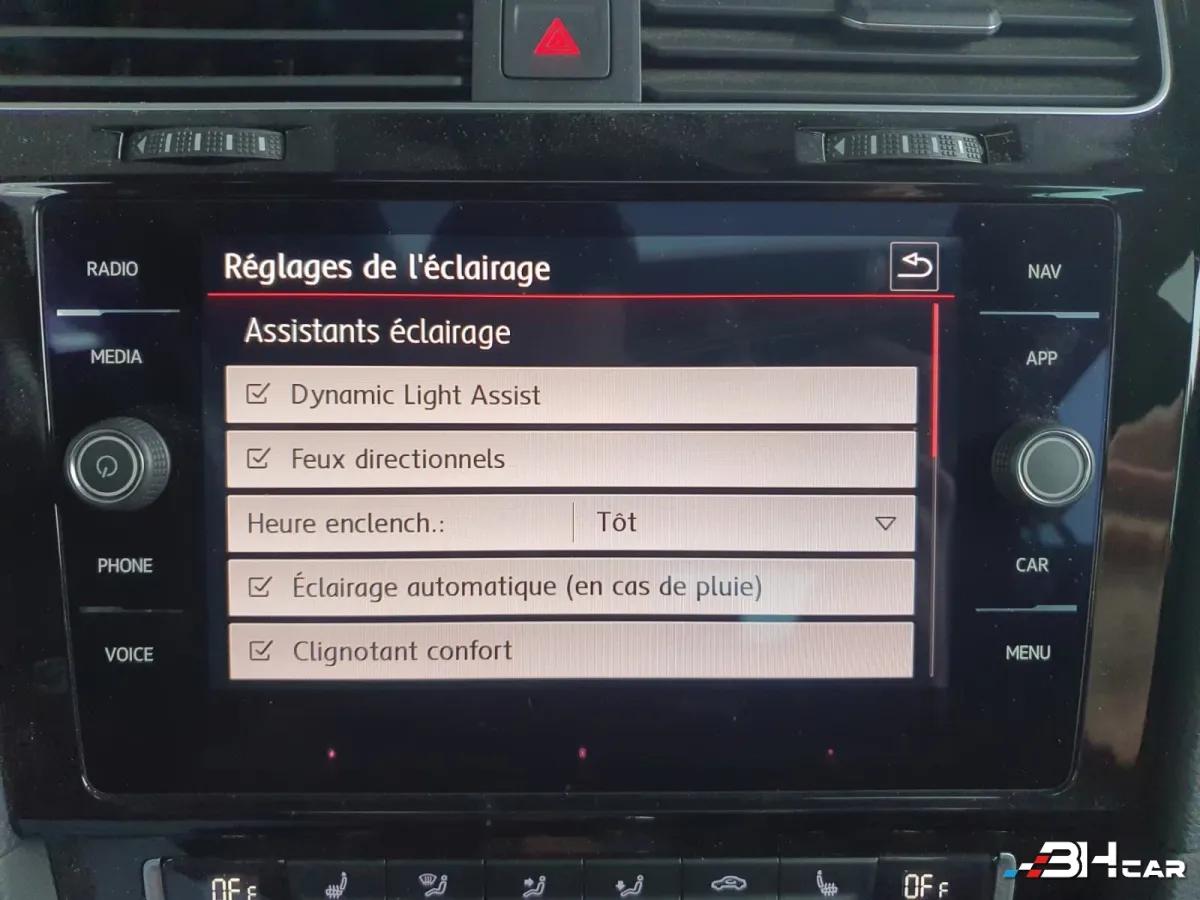 RADIO
MEDIA
PHONE
VOICE
Réglages de l'éclairage
Assistants éclairage
Dynamic Light Assist
Feux directionnels
Heure enclench.: Tôt
Éclairage automatique (en cas de pluie)
Clignotant confort
NAV
APP
CAR
MENU
OFF
OFF
3HCAR